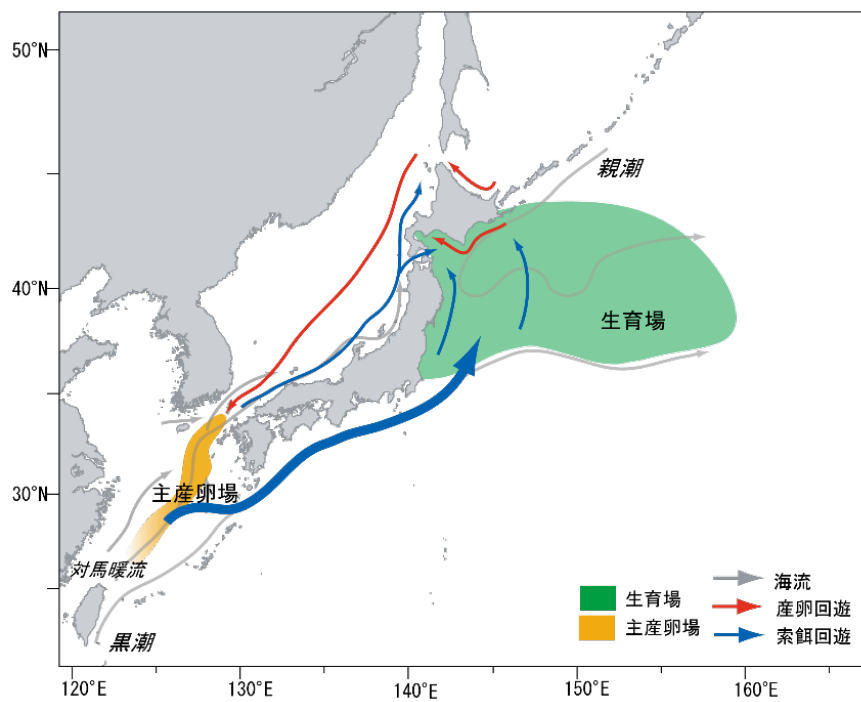 50°N
親潮
40°N
生育場
30°N
主産卵場
対馬暖流
黒潮
海流
生育場
産卵回遊
主産卵場
索餌回遊
120°E
130°E
140°E
150°E
160°E